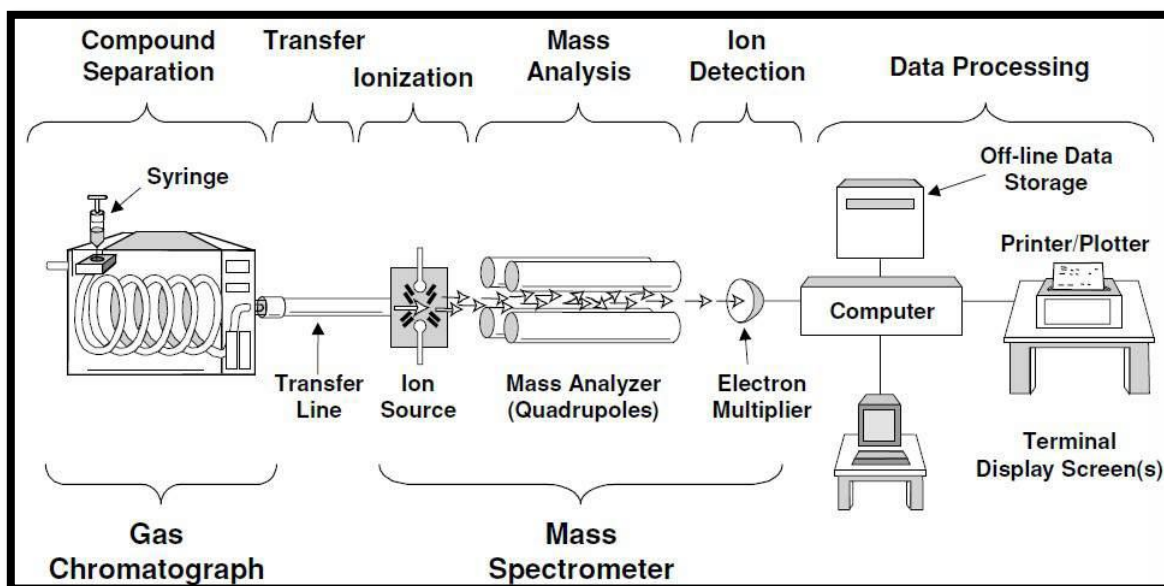 Compound
Separation
Transfer
Ionization
Mass
Analysis
Ion
Detection
Data Processing
Syringe
Off-line Data
Storage
Printer/Plotter
Computer
Transfer
Line
Ion
Source
Mass Analyzer
(Quadrupoles)
Electron
Multiplier
Terminal
Display Screen(s)
Gas
Chromatograph
Mass
Spectrometer